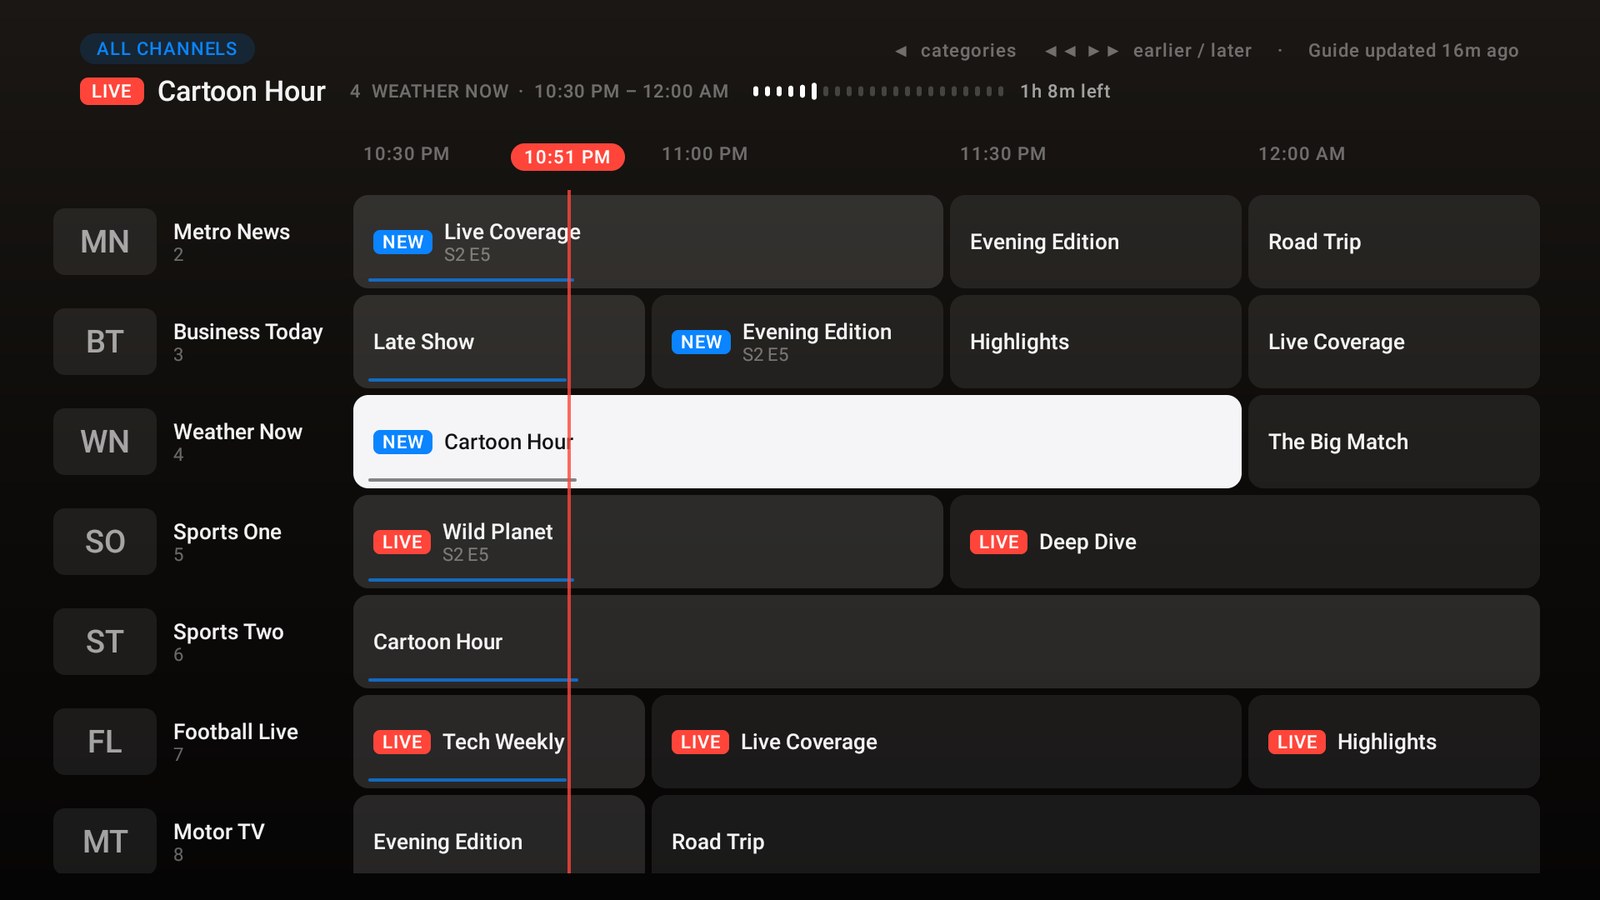 ALL CHANNELS
◀ categories ◀◀ ▶▶ earlier / later · Guide updated 16m ago
LIVE Cartoon Hour 4 WEATHER NOW · 10:30 PM – 12:00 AM 1h 8m left
10:30 PM 10:51 PM 11:00 PM 11:30 PM 12:00 AM
MN Metro News 2
NEW Live Coverage S2 E5
Evening Edition
Road Trip
BT Business Today 3
Late Show
NEW Evening Edition S2 E5
Highlights
Live Coverage
WN Weather Now 4
NEW Cartoon Hour
The Big Match
SO Sports One 5
LIVE Wild Planet S2 E5
LIVE Deep Dive
ST Sports Two 6
Cartoon Hour
FL Football Live 7
LIVE Tech Weekly
LIVE Live Coverage
LIVE Highlights
MT Motor TV 8
Evening Edition
Road Trip